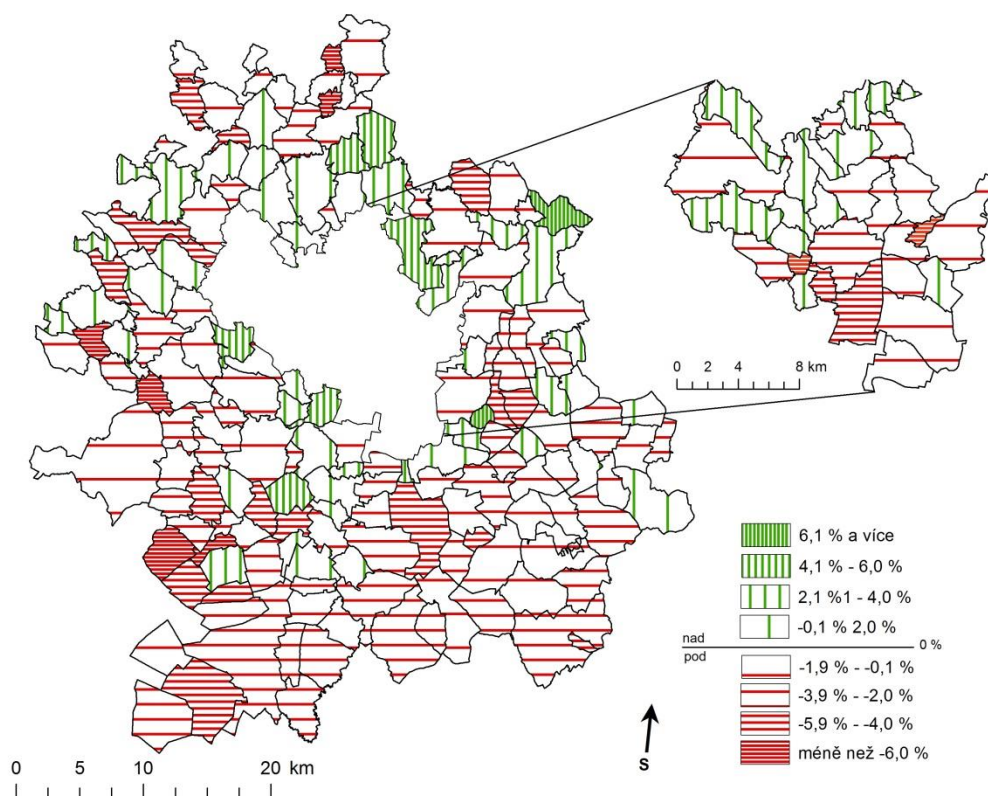 0 2 4 8 km
6,1 % a více
4,1 % - 6,0 %
2,1 %1 - 4,0 %
-0,1 % 2,0 %
nad
0 %
pod
-1,9 % - -0,1 %
-3,9 % - -2,0 %
-5,9 % - -4,0 %
méně než -6,0 %
S
0 5 10 20 km